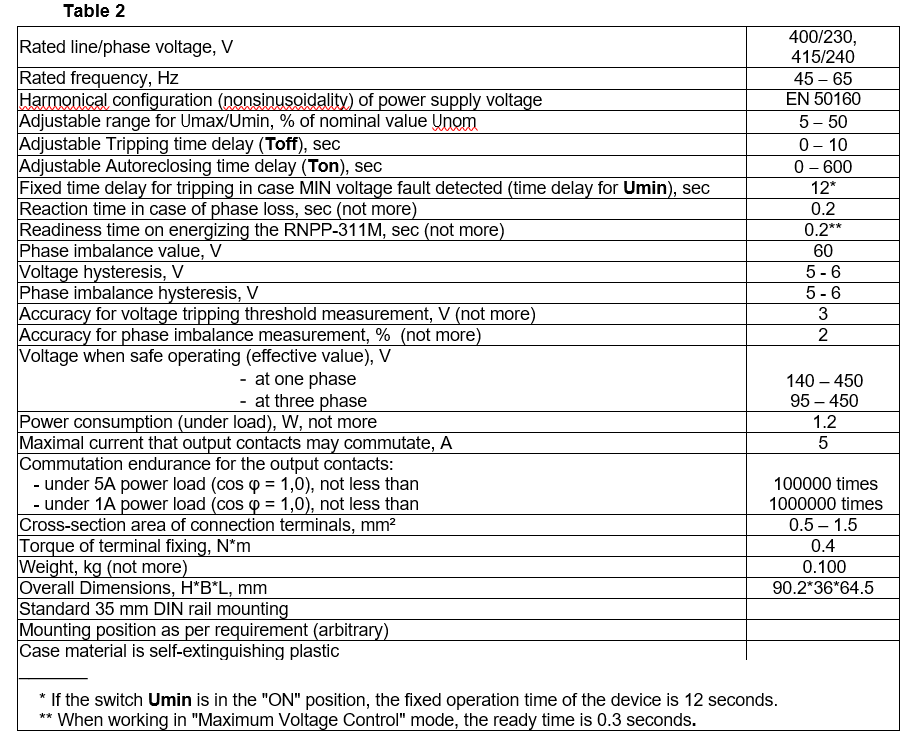 Table 2
Rated line/phase voltage, V 400/230,
415/240
Rated frequency, Hz 45 – 65
Harmonical configuration (nonsinusoidality) of power supply voltage EN 50160
Adjustable range for Umax/Umin, % of nominal value Unom 5 – 50
Adjustable Tripping time delay (Toff), sec 0 – 10
Adjustable Autoreclosing time delay (Ton), sec 0 – 600
Fixed time delay for tripping in case MIN voltage fault detected (time delay for Umin), sec 12*
Reaction time in case of phase loss, sec (not more) 0.2
Readiness time on energizing the RNPP-311M, sec (not more) 0.2**
Phase imbalance value, V 60
Voltage hysteresis, V 5 - 6
Phase imbalance hysteresis, V 5 - 6
Accuracy for voltage tripping threshold measurement, V (not more) 3
Accuracy for phase imbalance measurement, % (not more) 2
Voltage when safe operating (effective value), V
- at one phase 140 – 450
- at three phase 95 – 450
Power consumption (under load), W, not more 1.2
Maximal current that output contacts may commutate, A 5
Commutation endurance for the output contacts:
- under 5A power load (cos φ = 1,0), not less than 100000 times
- under 1A power load (cos φ = 1,0), not less than 1000000 times
Cross-section area of connection terminals, mm² 0.5 – 1.5
Torque of terminal fixing, N*m 0.4
Weight, kg (not more) 0.100
Overall Dimensions, H*B*L, mm 90.2*36*64.5
Standard 35 mm DIN rail mounting
Mounting position as per requirement (arbitrary)
Case material is self-extinguishing plastic
* If the switch Umin is in the "ON" position, the fixed operation time of the device is 12 seconds.
** When working in "Maximum Voltage Control" mode, the ready time is 0.3 seconds.